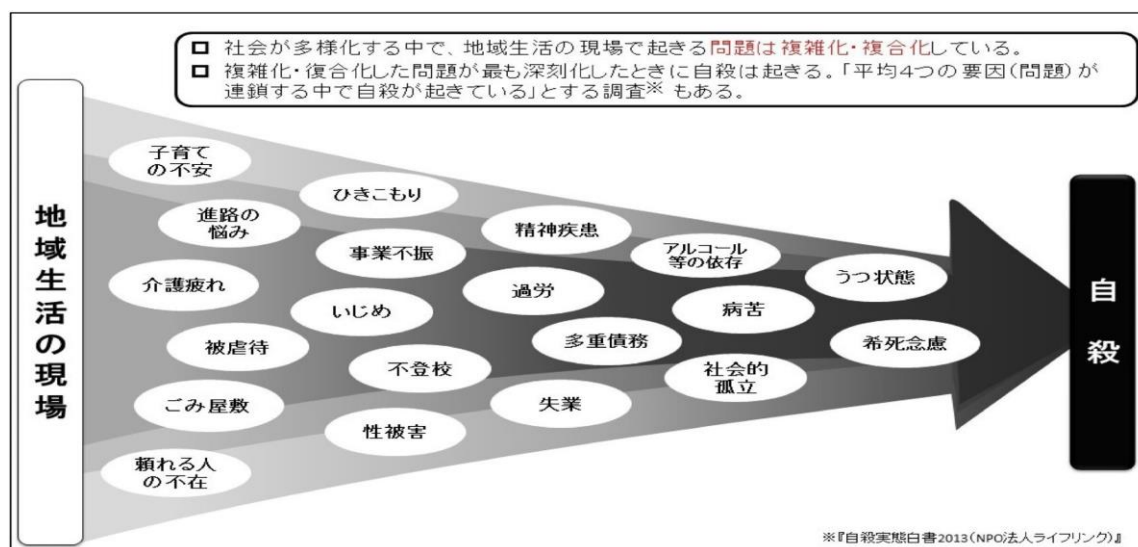 □ 社会が多様化する中で、地域生活の現場で起きる問題は複雑化・複合化している。
□ 複雑化・復合化した問題が最も深刻化したときに自殺は起きる。「平均4つの要因(問題)が
連鎖する中で自殺が起きている」とする調査※ もある。
地域生活の現場
子育て
の不安
ひきこもり
進路の
悩み
精神疾患
事業不振
アルコール
等の依存
うつ状態
介護疲れ
過労
いじめ
病苦
多重債務
希死念慮
被虐待
不登校
社会的
孤立
ごみ屋敷
失業
性被害
頼れる人
の不在
自殺
※『自殺実態白書2013(NPO法人ライフリンク)』